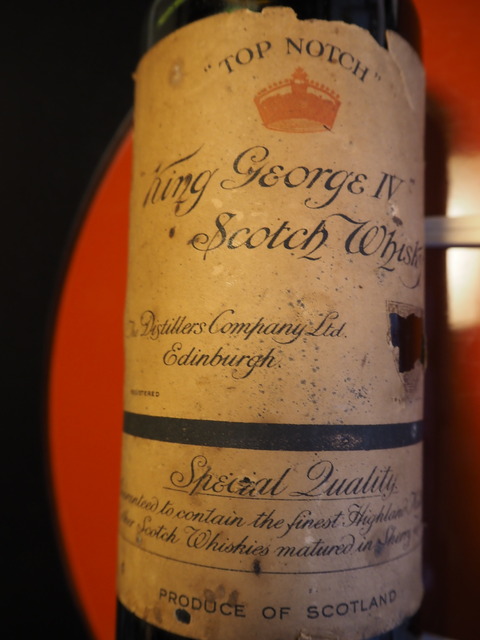 "TOP NOTCH"
"King George IV"
Scotch Whisky
The Distillers Company Ltd.
Edinburgh.
REGISTERED
Special Quality
to contain the finest Highland
Scotch Whiskies matured in Sherry
PRODUCE OF SCOTLAND